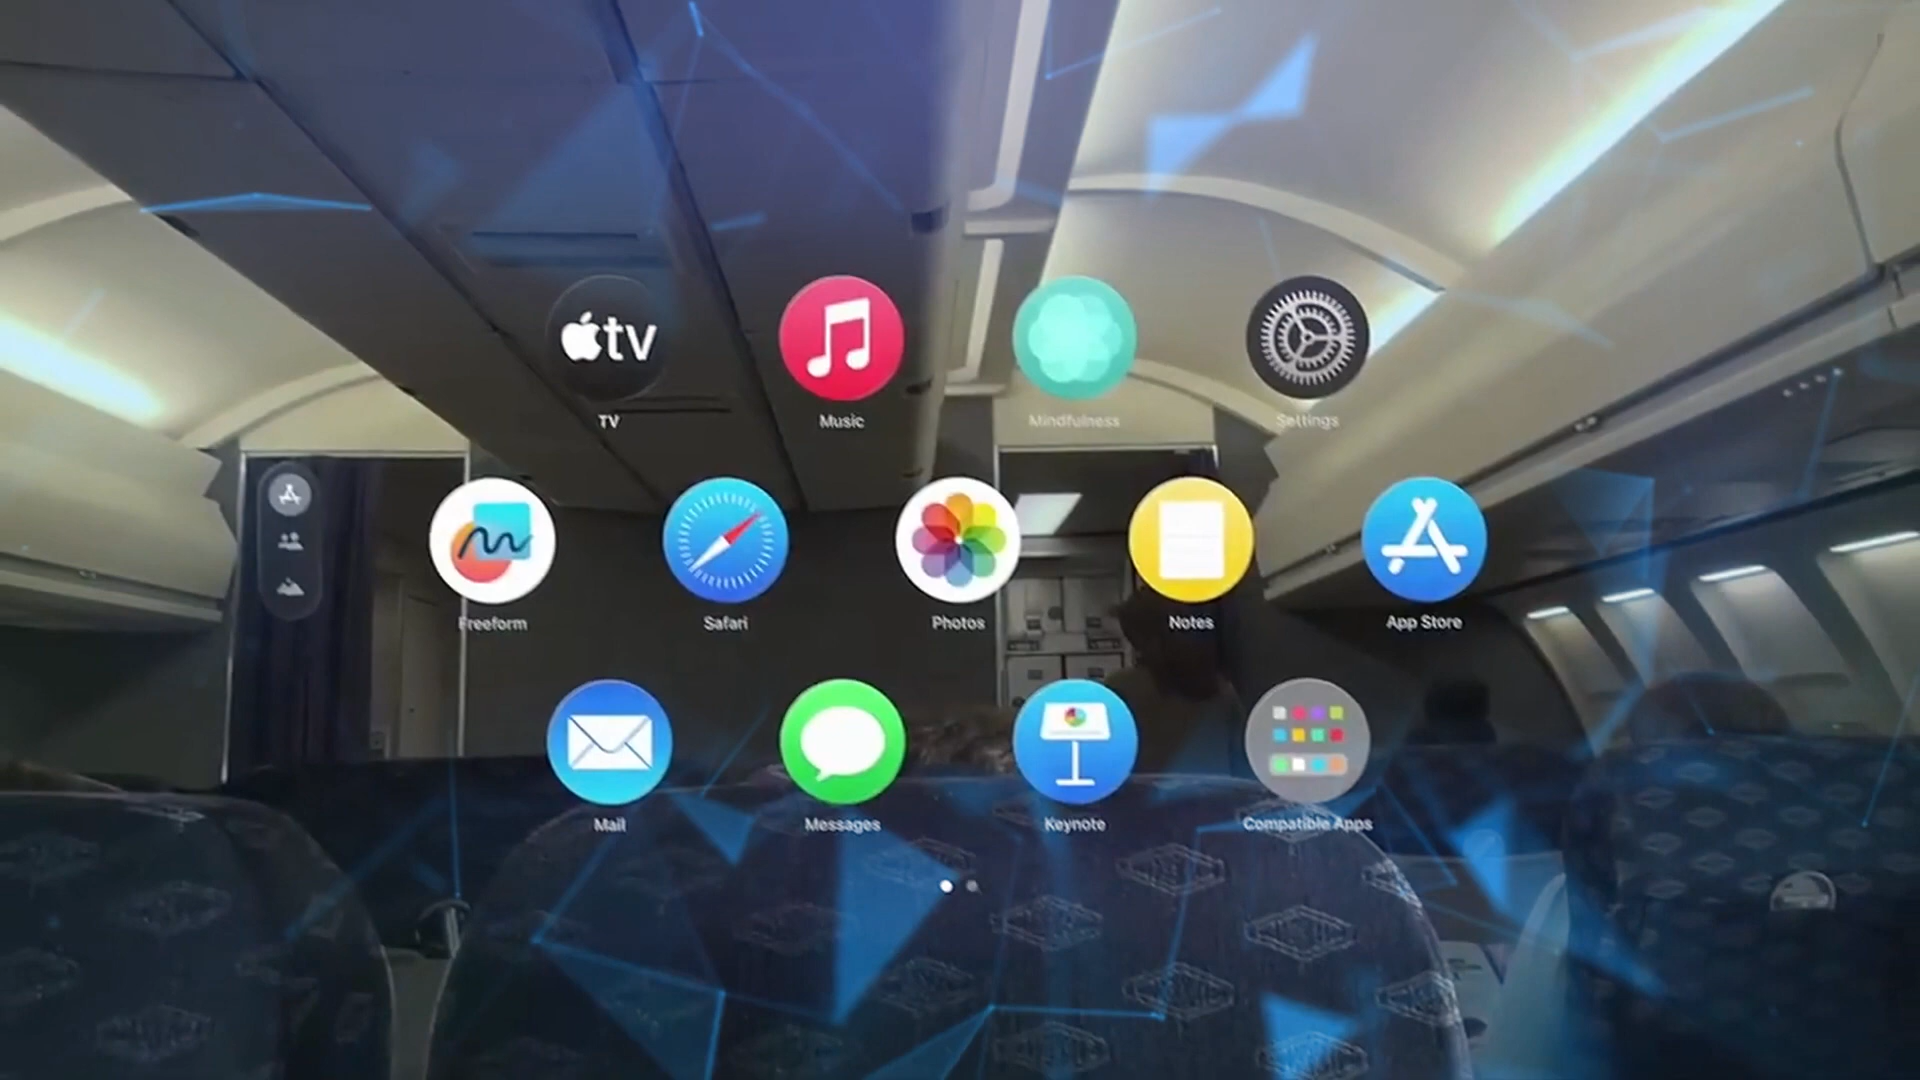 tv
TV
Music
Mindfulness
Settings
Freeform
Safari
Photos
Notes
App Store
Mail
Messages
Keynote
Compatible Apps